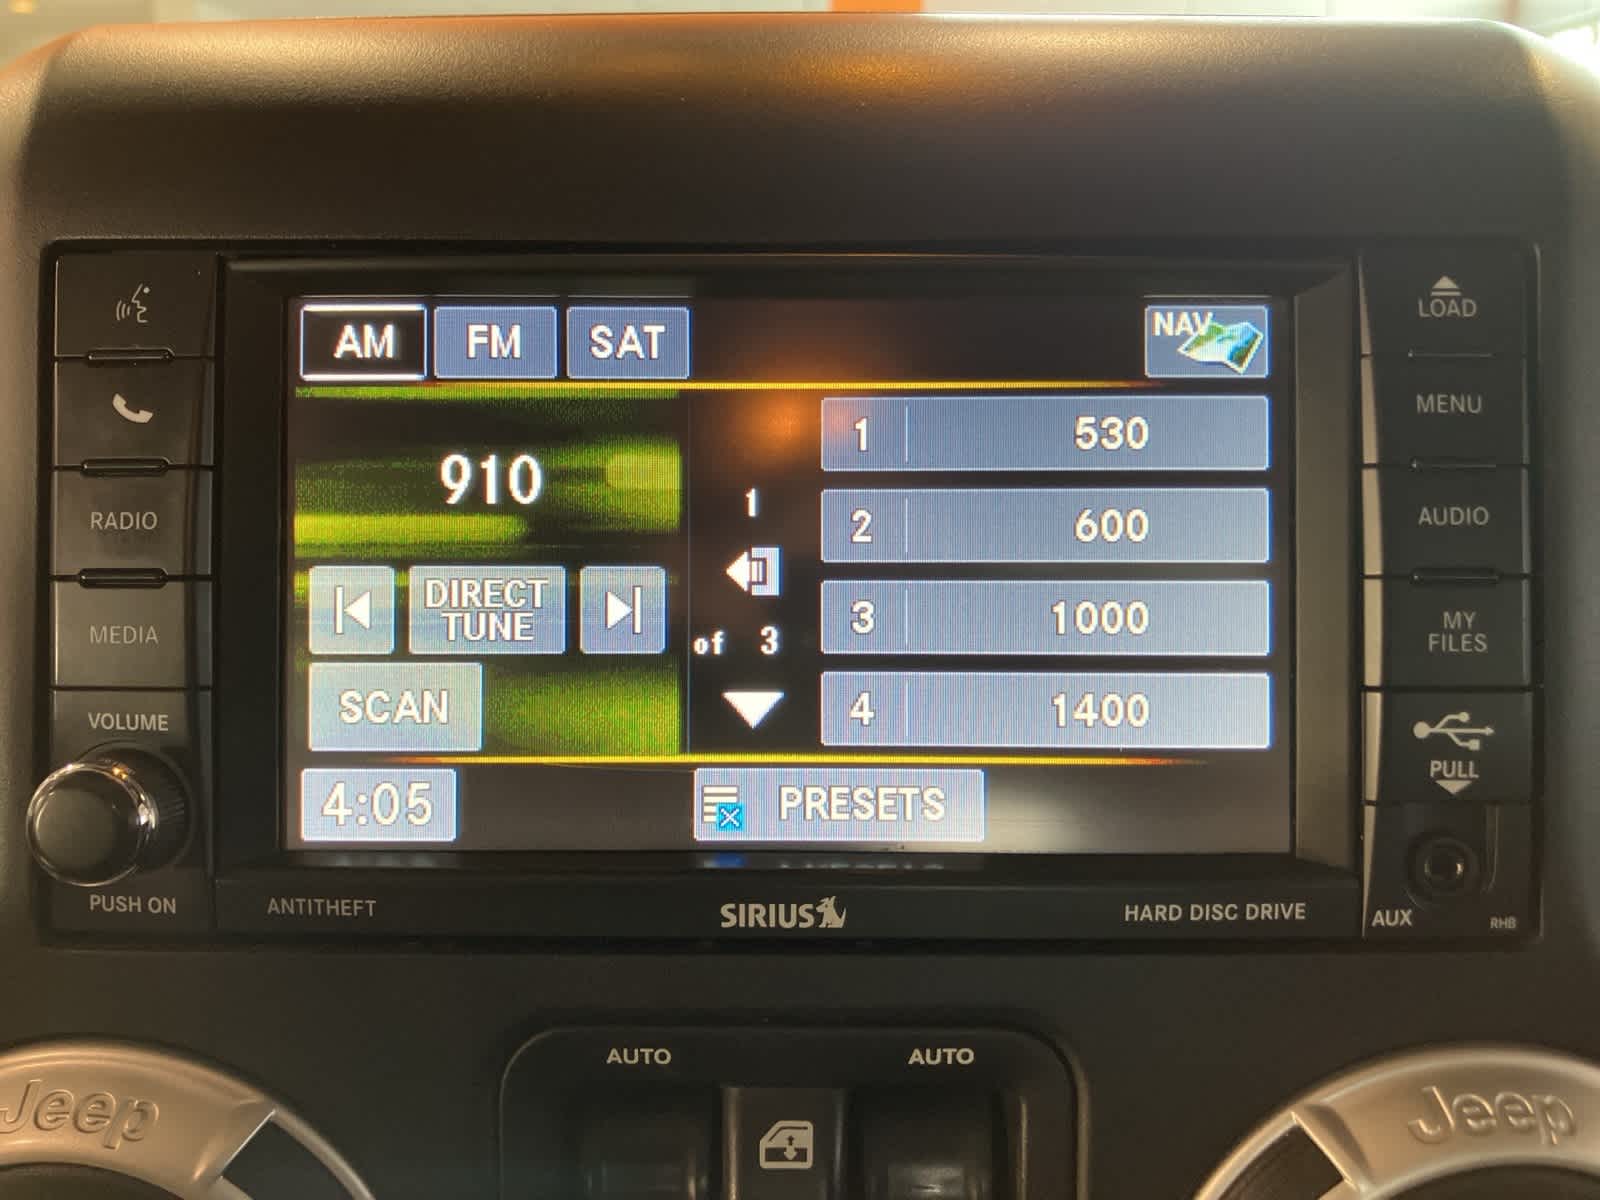 AM FM SAT NAV
910
DIRECT
TUNE
SCAN
4:05
1
of 3
1 530
2 600
3 1000
4 1400
PRESETS
RADIO
MEDIA
VOLUME
PUSH ON
LOAD
MENU
AUDIO
MY
FILES
PULL
AUX
RHB
ANTITHEFT
SIRIUS
HARD DISC DRIVE
AUTO AUTO
Jeep
Jeep